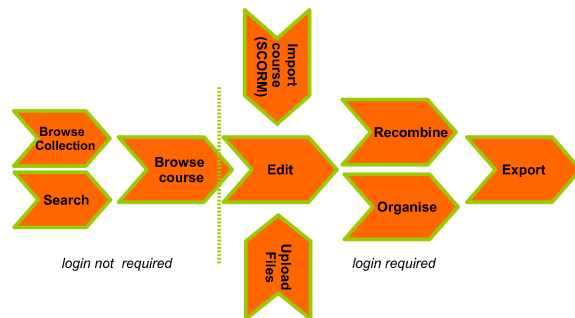 Browse
Collection
Search
Browse
course
Import
course
(SCORM)
Edit
Upload
Files
Recombine
Organise
Export
login not required
login required